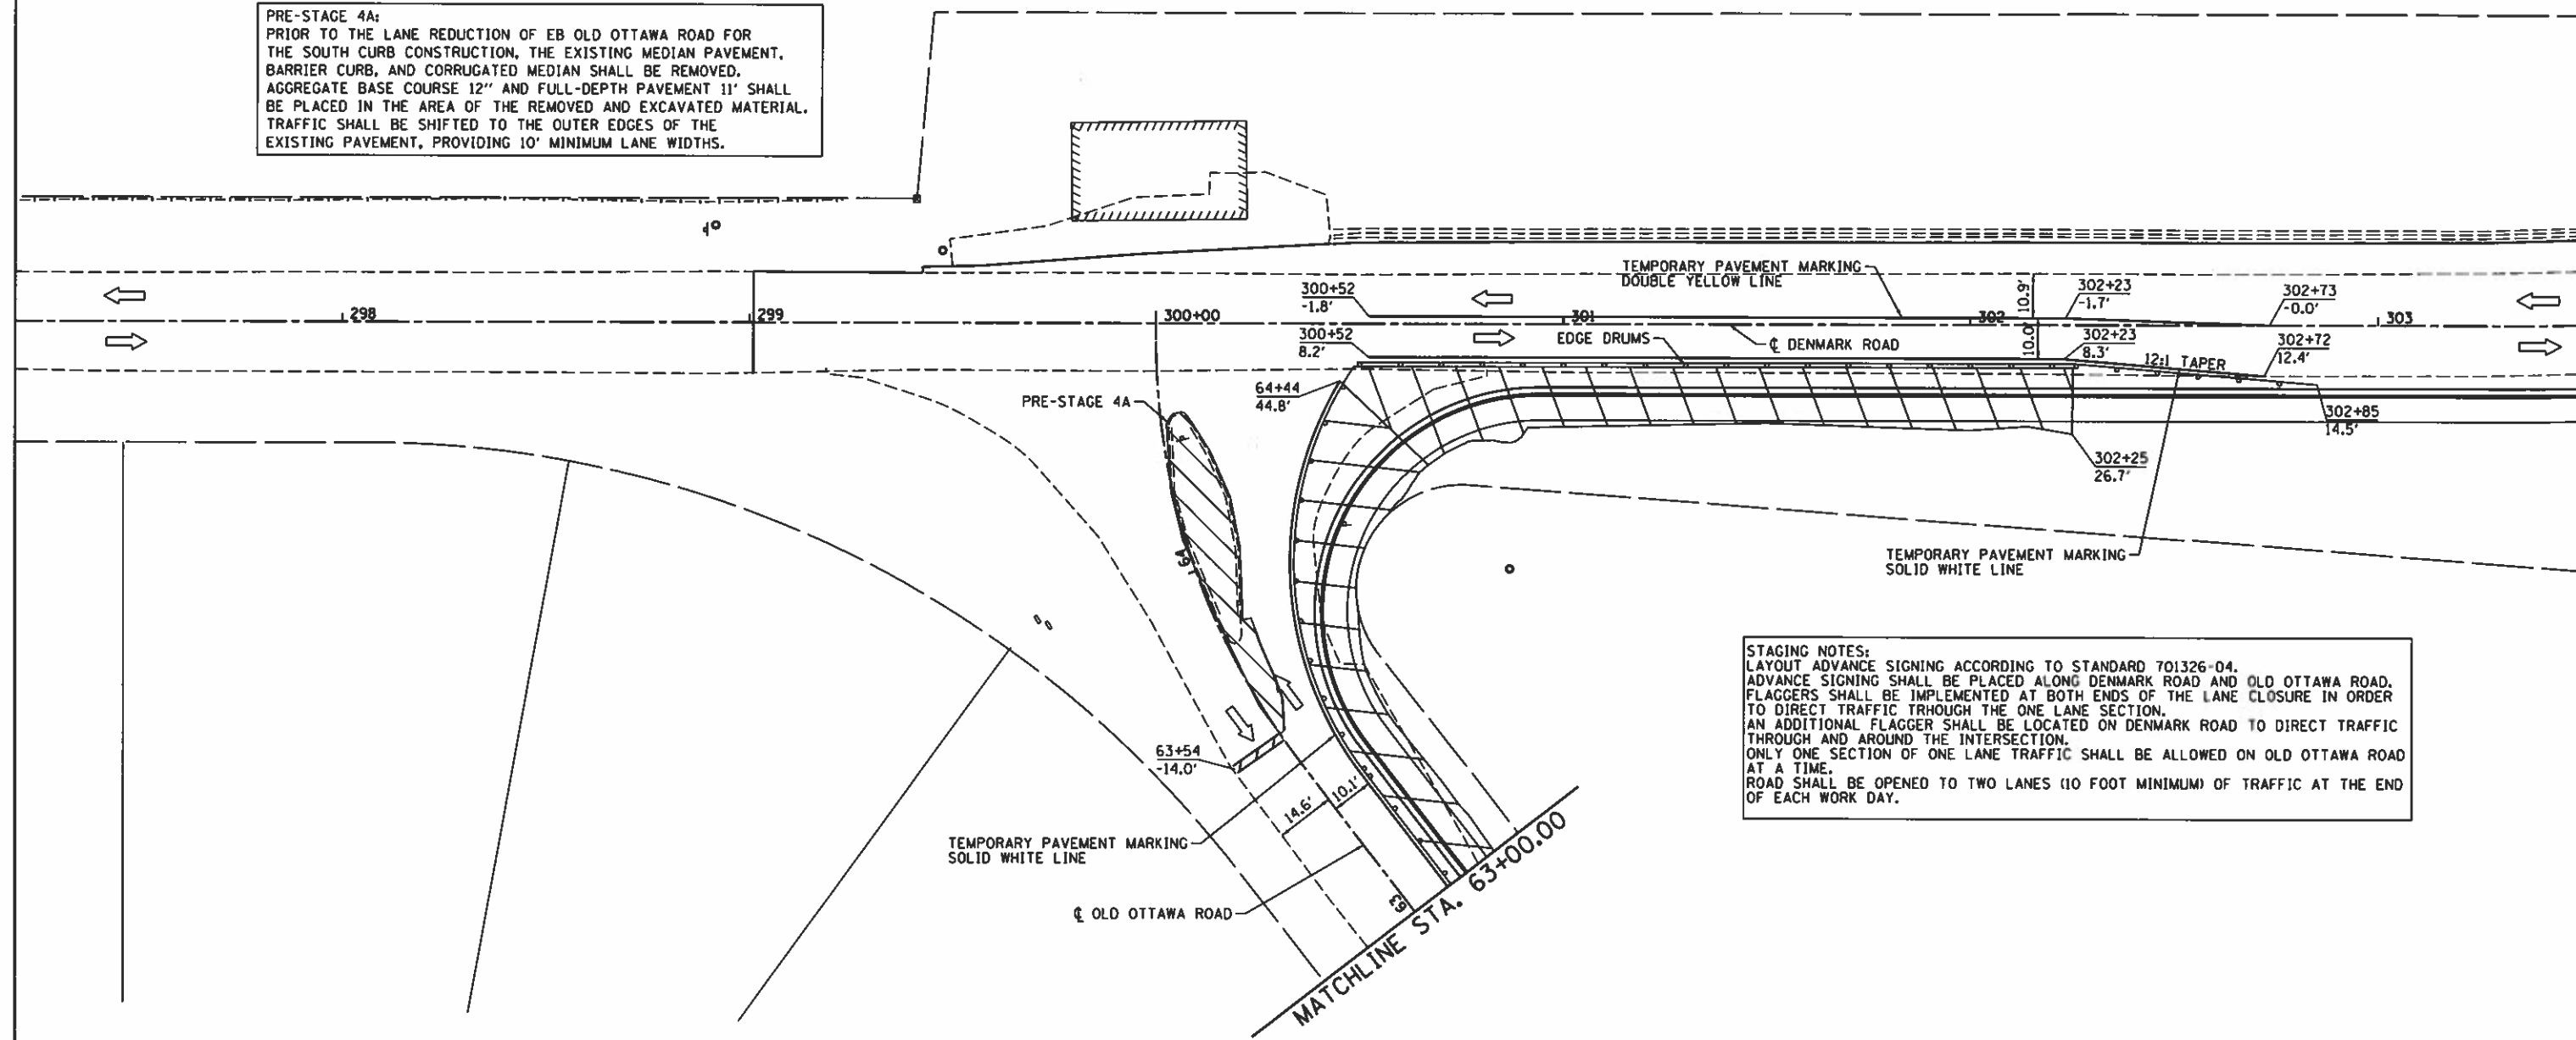 PRE-STAGE 4A:
PRIOR TO THE LANE REDUCTION OF EB OLD OTTAWA ROAD FOR
THE SOUTH CURB CONSTRUCTION, THE EXISTING MEDIAN PAVEMENT,
BARRIER CURB, AND CORRUGATED MEDIAN SHALL BE REMOVED.
AGGREGATE BASE COURSE 12" AND FULL-DEPTH PAVEMENT 11' SHALL
BE PLACED IN THE AREA OF THE REMOVED AND EXCAVATED MATERIAL.
TRAFFIC SHALL BE SHIFTED TO THE OUTER EDGES OF THE
EXISTING PAVEMENT, PROVIDING 10' MINIMUM LANE WIDTHS.
TEMPORARY PAVEMENT MARKING
DOUBLE YELLOW LINE
300+52
-1.8'
10.9'
302+23
-1.7'
302+73
-0.0'
298
299
300+00
301
302
303
300+52
8.2'
EDGE DRUMS
℄ DENMARK ROAD
10.0'
302+23
8.3'
12:1 TAPER
302+72
12.4'
64+44
44.8'
PRE-STAGE 4A
302+85
14.5'
302+25
26.7'
64
TEMPORARY PAVEMENT MARKING
SOLID WHITE LINE
STAGING NOTES:
LAYOUT ADVANCE SIGNING ACCORDING TO STANDARD 701326-04.
ADVANCE SIGNING SHALL BE PLACED ALONG DENMARK ROAD AND OLD OTTAWA ROAD.
FLAGGERS SHALL BE IMPLEMENTED AT BOTH ENDS OF THE LANE CLOSURE IN ORDER
TO DIRECT TRAFFIC TRHOUGH THE ONE LANE SECTION.
AN ADDITIONAL FLAGGER SHALL BE LOCATED ON DENMARK ROAD TO DIRECT TRAFFIC
THROUGH AND AROUND THE INTERSECTION.
ONLY ONE SECTION OF ONE LANE TRAFFIC SHALL BE ALLOWED ON OLD OTTAWA ROAD
AT A TIME.
ROAD SHALL BE OPENED TO TWO LANES (10 FOOT MINIMUM) OF TRAFFIC AT THE END
OF EACH WORK DAY.
63+54
-14.0'
14.6'
10.1'
TEMPORARY PAVEMENT MARKING
SOLID WHITE LINE
℄ OLD OTTAWA ROAD
63
MATCHLINE STA. 63+00.00